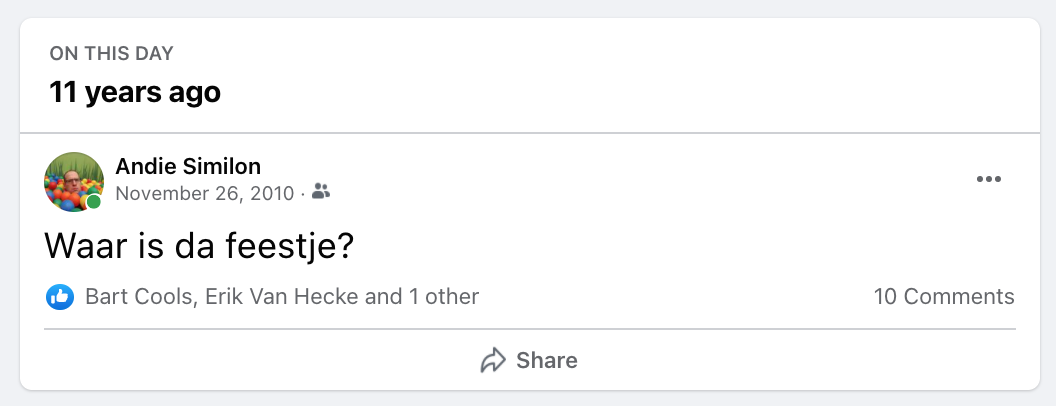 ON THIS DAY
11 years ago
Andie Similon
November 26, 2010 ·
Waar is da feestje?
Bart Cools, Erik Van Hecke and 1 other 10 Comments
Share